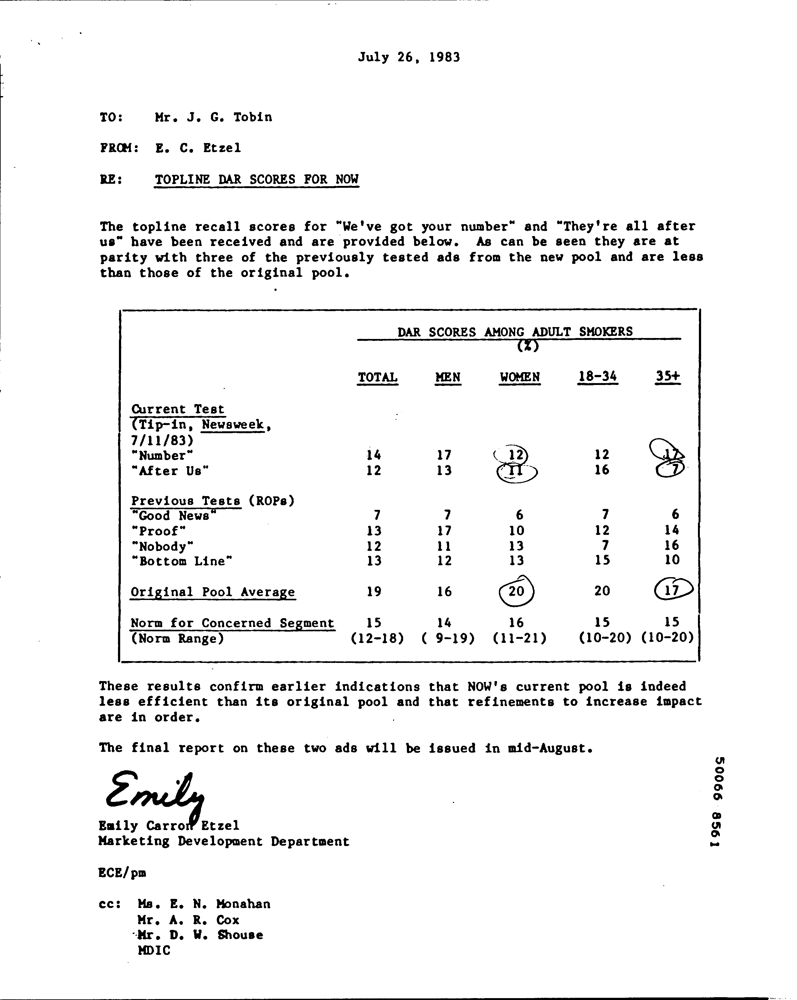 July 26, 1983
TO: Mr. J. G. Tobin
FROM: E. C. Etzel
RE: TOPLINE DAR SCORES FOR NOW
The topline recall scores for "We've got your number" and "They're all after
us" have been received and are provided below. As can be seen they are at
parity with three of the previously tested ads from the new pool and are less
than those of the original pool.
DAR SCORES AMONG ADULT SMOKERS
(%)
TOTAL MEN WOMEN 18-34 35+
Current Test
(Tip-in, Newsweek,
7/11/83)
"Number" 14 17 12 12 17
"After Us" 12 13 11 16 7
Previous Tests (ROPs)
"Good News" 7 7 6 7 6
"Proof" 13 17 10 12 14
"Nobody" 12 11 13 7 16
"Bottom Line" 13 12 13 15 10
Original Pool Average 19 16 20 20 17
Norm for Concerned Segment 15 14 16 15 15
(Norm Range) (12-18) ( 9-19) (11-21) (10-20) (10-20)
These results confirm earlier indications that NOW's current pool is indeed
less efficient than its original pool and that refinements to increase impact
are in order.
The final report on these two ads will be issued in mid-August.
Emily
Emily Carron Etzel
Marketing Development Department
ECE/pm
cc: Ms. E. N. Monahan
Mr. A. R. Cox
Mr. D. W. Shouse
MDIC
50066 8561